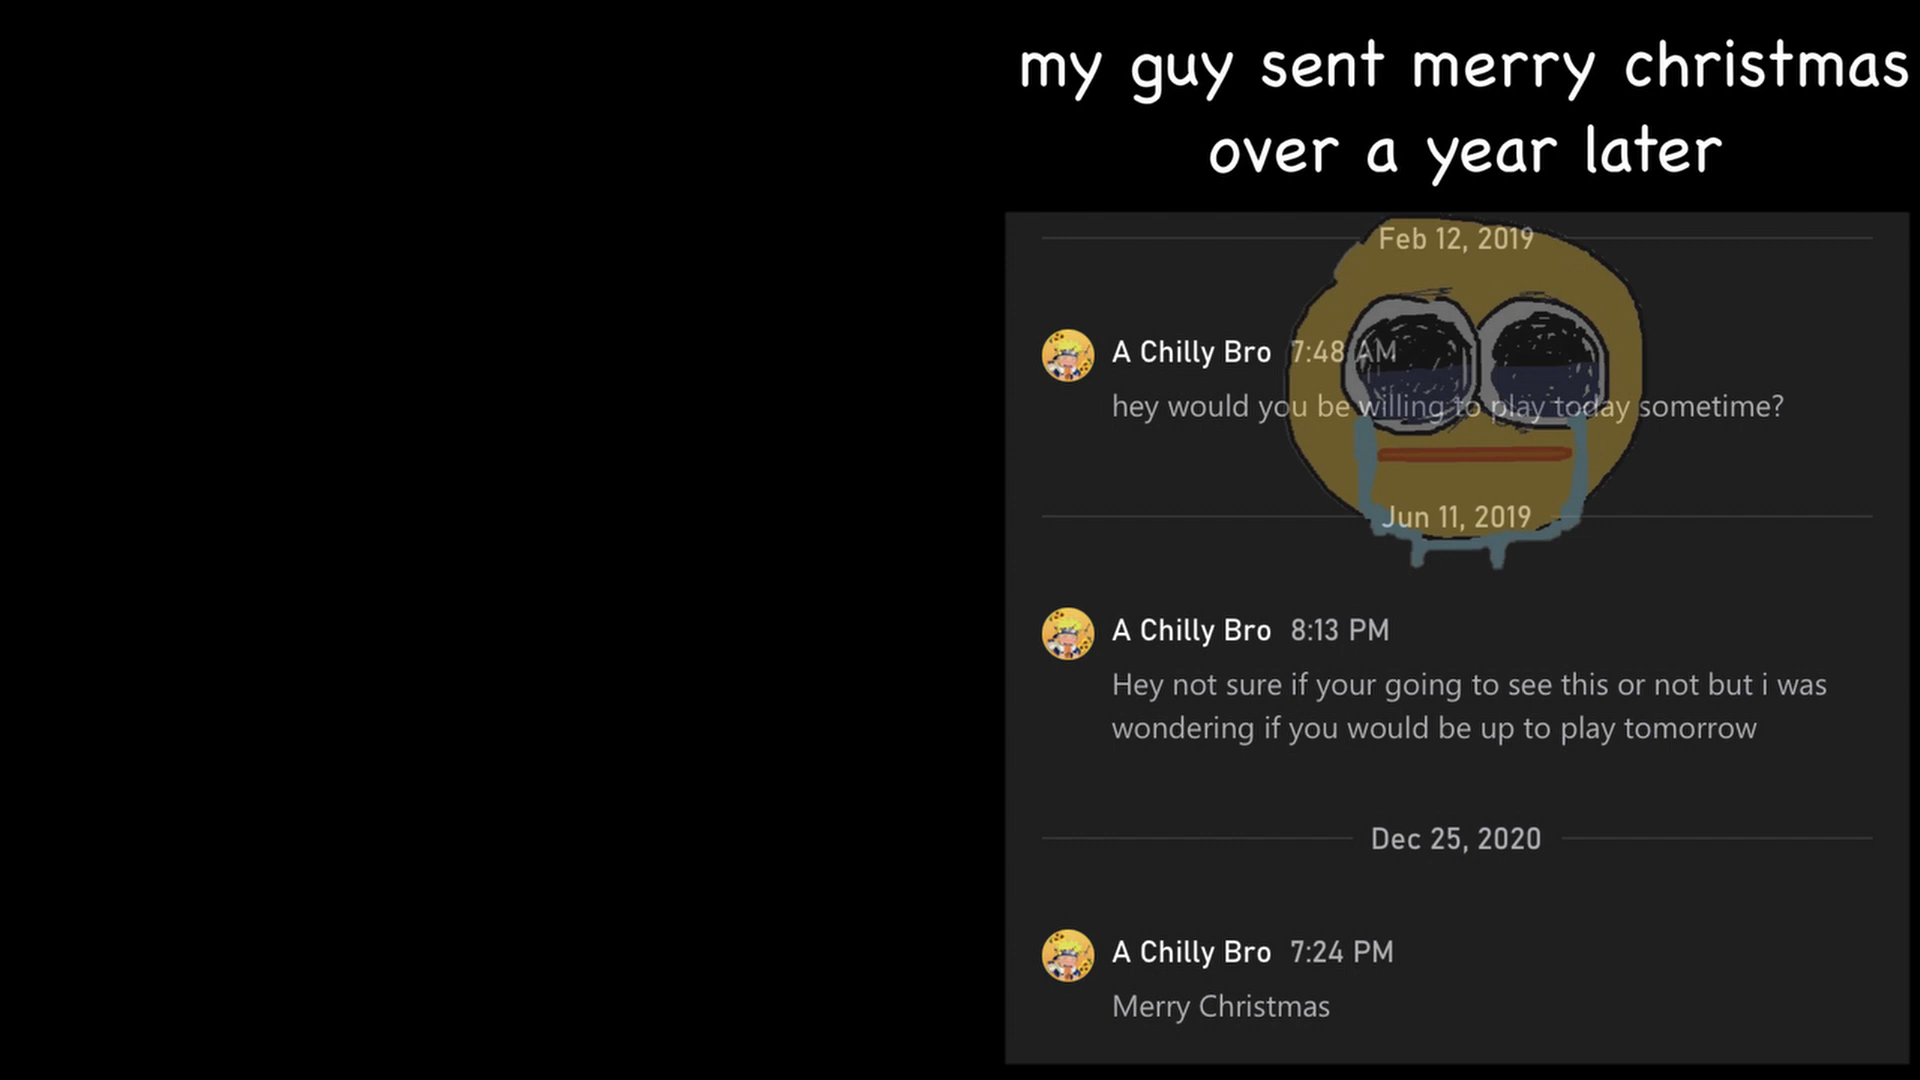 my guy sent merry christmas
over a year later
Feb 12, 2019
A Chilly Bro 7:48 AM
hey would you be willing to play today sometime?
Jun 11, 2019
A Chilly Bro 8:13 PM
Hey not sure if your going to see this or not but i was
wondering if you would be up to play tomorrow
Dec 25, 2020
A Chilly Bro 7:24 PM
Merry Christmas